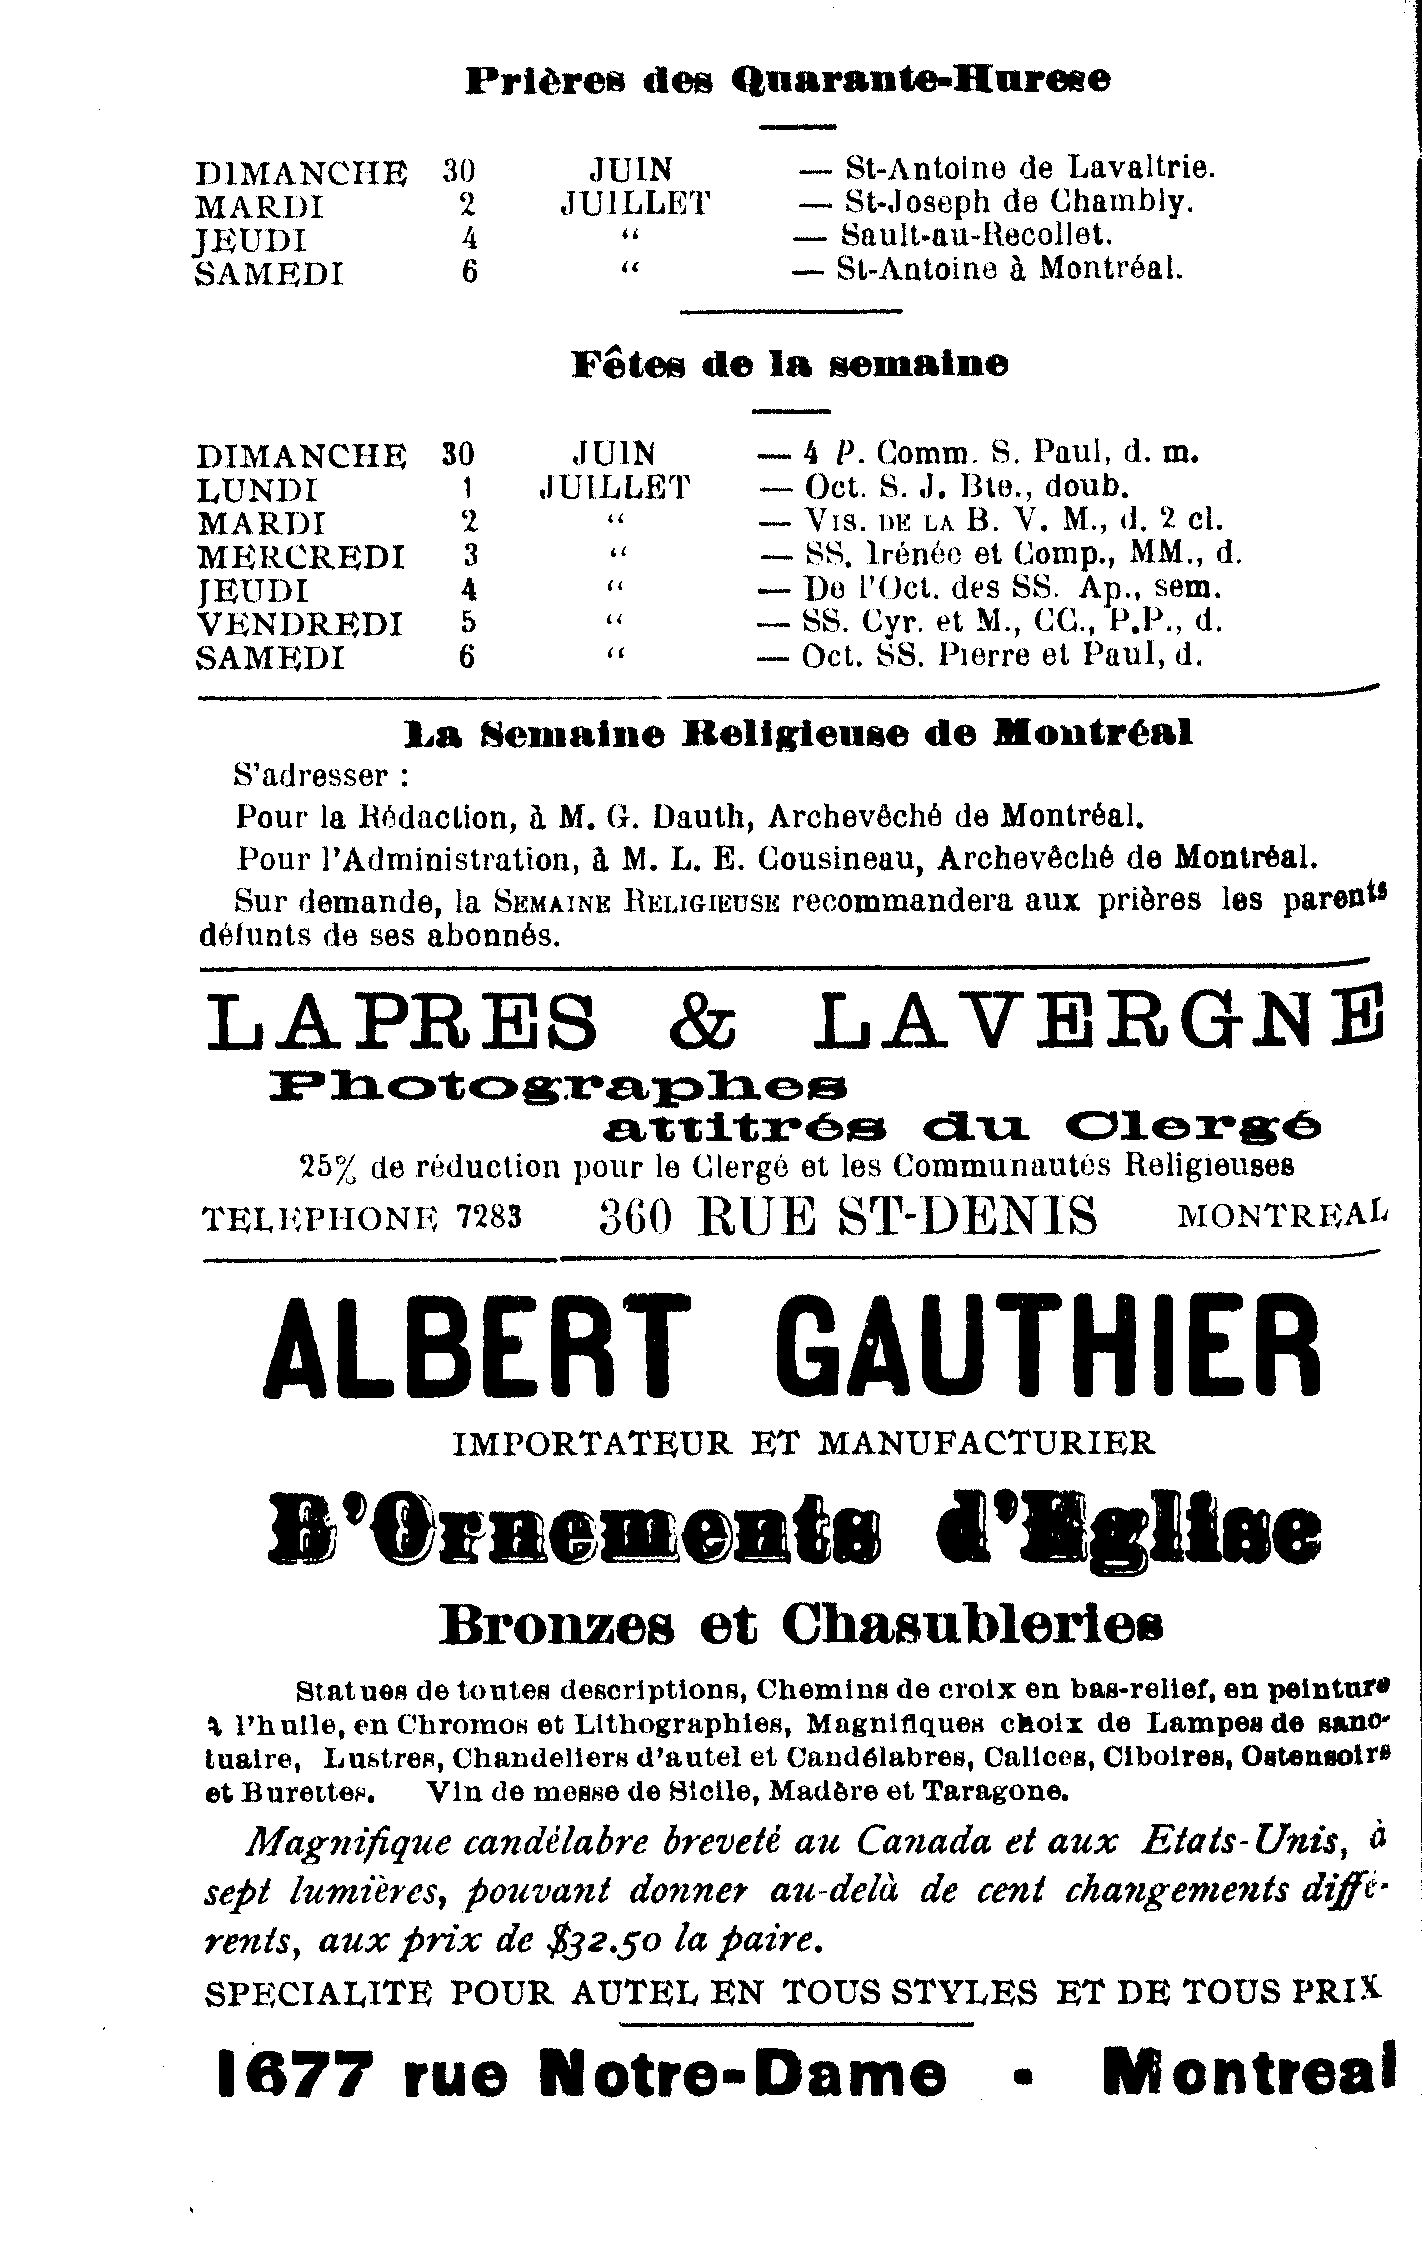 Prières des Quarante-Hurese
DIMANCHE 30 JUIN — St-Antoine de Lavaltrie.
MARDI 2 JUILLET — St-Joseph de Chambly.
JEUDI 4 “ — Sault-au-Recollet.
SAMEDI 6 “ — St-Antoine à Montréal.
Fêtes de la semaine
DIMANCHE 30 JUIN — 4 P. Comm. S. Paul, d. m.
LUNDI 1 JUILLET — Oct. S. J. Bte., doub.
MARDI 2 “ — VIS. DE LA B. V. M., d. 2 cl.
MERCREDI 3 “ — SS. Irénée et Comp., MM., d.
JEUDI 4 “ — De l'Oct. des SS. Ap., sem.
VENDREDI 5 “ — SS. Cyr. et M., CC., P.P., d.
SAMEDI 6 “ — Oct. SS. Pierre et Paul, d.
La Semaine Religieuse de Montréal
S'adresser :
Pour la Rédaction, à M. G. Dauth, Archevêché de Montréal.
Pour l'Administration, à M. L. E. Cousineau, Archevêché de Montréal.
Sur demande, la SEMAINE RELIGIEUSE recommandera aux prières les parents
défunts de ses abonnés.
LAPRES & LAVERGNE
Photographes
attitrés du Clergé
25% de réduction pour le Clergé et les Communautés Religieuses
TELEPHONE 7283 360 RUE ST-DENIS MONTREAL
ALBERT GAUTHIER
IMPORTATEUR ET MANUFACTURIER
D'Ornements d'Eglise
Bronzes et Chasubleries
Statues de toutes descriptions, Chemins de croix en bas-relief, en peinture
à l'huile, en Chromos et Lithographies, Magnifiques choix de Lampes de sanc-
tuaire, Lustres, Chandeliers d'autel et Candélabres, Calices, Ciboires, Ostensoirs
et Burettes. Vin de messe de Sicile, Madère et Taragone.
Magnifique candélabre breveté au Canada et aux Etats-Unis, à
sept lumières, pouvant donner au-delà de cent changements diffé-
rents, aux prix de $32.50 la paire.
SPECIALITE POUR AUTEL EN TOUS STYLES ET DE TOUS PRIX
1677 rue Notre-Dame - Montreal